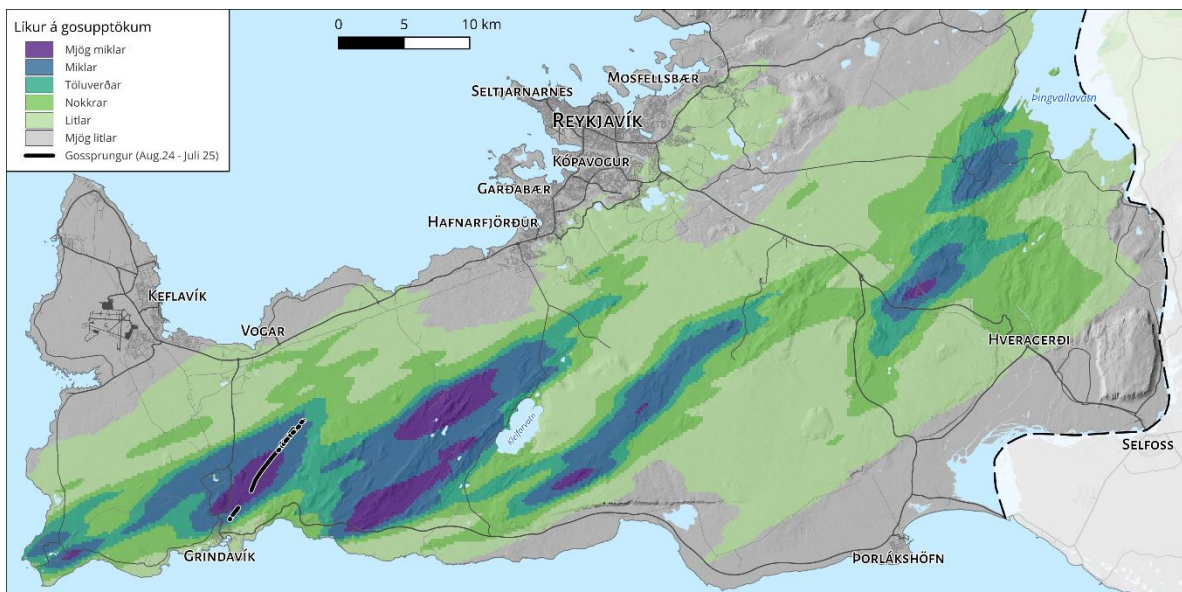 Líkur á gosupptökum
Mjög miklar
Miklar
Töluverðar
Nokkrar
Litlar
Mjög litlar
Gossprungur (Aug.24 - Juli 25)
0 5 10 km
Mosfellsbær
Seltjarnarnes
Reykjavík
Kópavogur
Garðabær
Hafnarfjörður
Þingvallavatn
Keflavík
Vogar
Hveragerði
Kleifarvatn
Selfoss
Grindavík
Þorlákshöfn